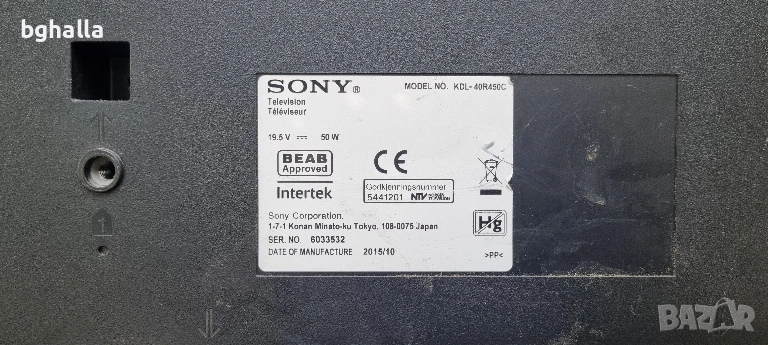 bghalla
SONY®
MODEL NO. KDL-40R450C
Television
Téléviseur
19.5 V 50 W
BEAB
Approved
CE
Intertek
Godkjenningsnummer
5441201 NTV
Hg
Sony Corporation.
1-7-1 Konan Minato-ku Tokyo, 108-0075 Japan
SER. NO. 6033532
DATE OF MANUFACTURE 2015/10
>PP<
BAZAR